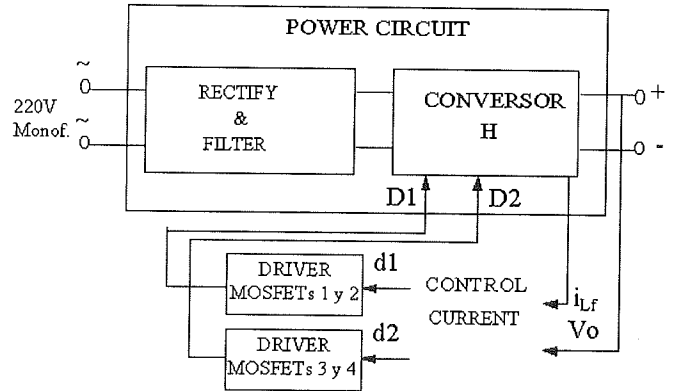 POWER CIRCUIT
~
0
220V
Monof.
~
0
RECTIFY
&
FILTER
CONVERSOR
H
0 +
0 -
D1
D2
DRIVER
MOSFETs 1 y 2
d1
CONTROL
CURRENT
iLf
Vo
DRIVER
MOSFETs 3 y 4
d2